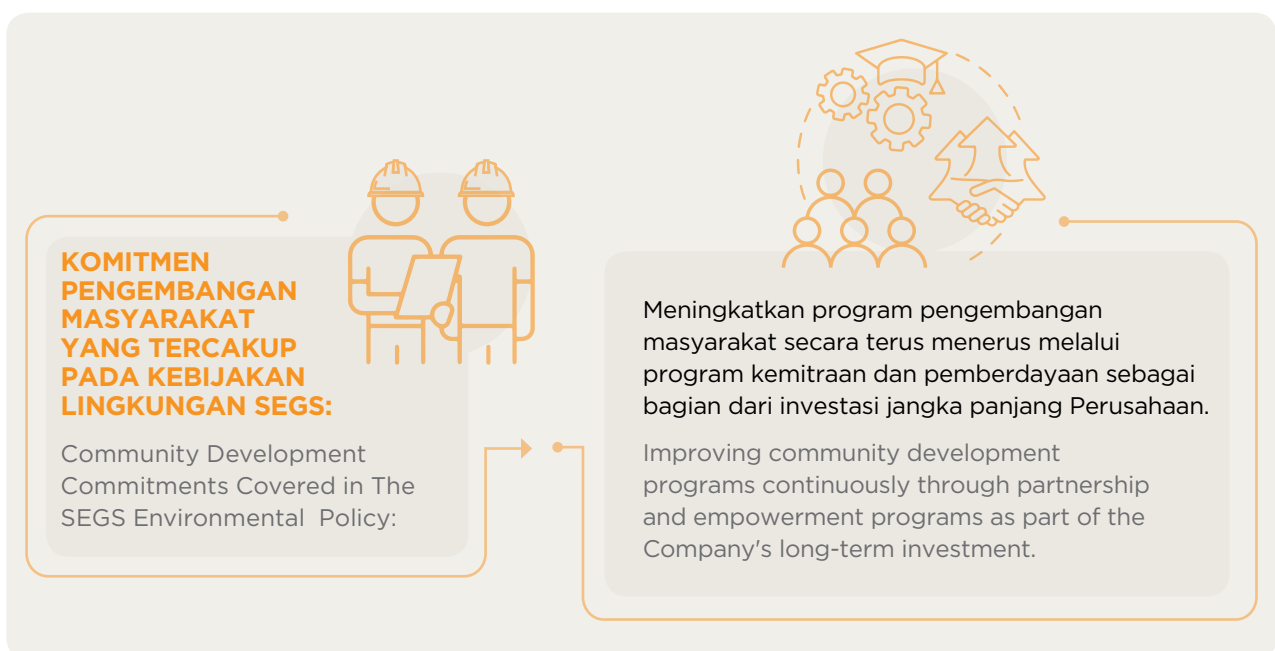 KOMITMEN
PENGEMBANGAN
MASYARAKAT
YANG TERCAKUP
PADA KEBIJAKAN
LINGKUNGAN SEGS:
Community Development
Commitments Covered in The
SEGS Environmental Policy:
Meningkatkan program pengembangan
masyarakat secara terus menerus melalui
program kemitraan dan pemberdayaan sebagai
bagian dari investasi jangka panjang Perusahaan.
Improving community development
programs continuously through partnership
and empowerment programs as part of the
Company's long-term investment.